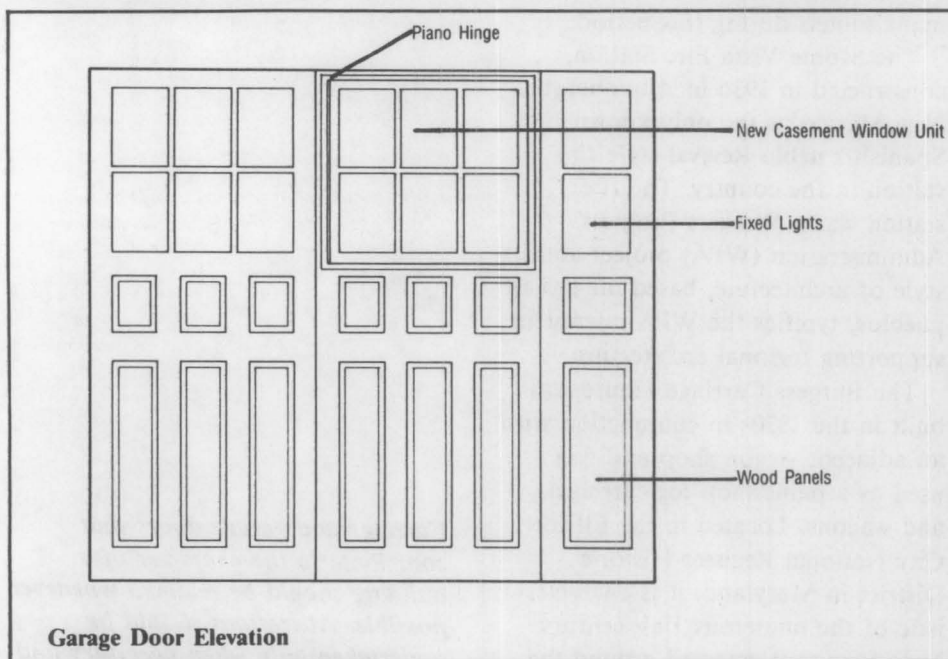 Piano Hinge
New Casement Window Unit
Fixed Lights
Wood Panels
Garage Door Elevation